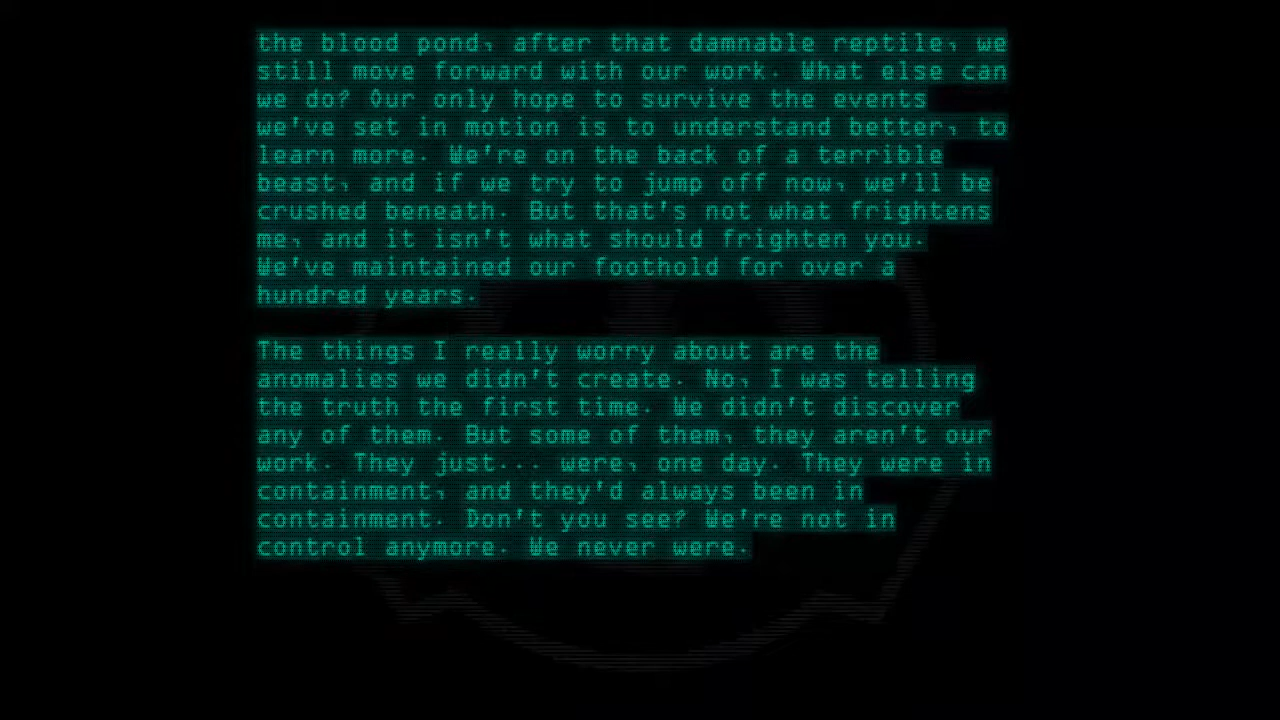 the blood pond, after that damnable reptile, we
still move forward with our work. What else can
we do? Our only hope to survive the events
we've set in motion is to understand better, to
learn more. We're on the back of a terrible
beast, and if we try to jump off now, we'll be
crushed beneath. But that's not what frightens
me, and it isn't what should frighten you.
We've maintained our foothold for over a
hundred years.
The things I really worry about are the
anomalies we didn't create. No, I was telling
the truth the first time. We didn't discover
any of them. But some of them, they aren't our
work. They just... were, one day. They were in
containment, and they'd always been in
containment. Don't you see? We're not in
control anymore. We never were.